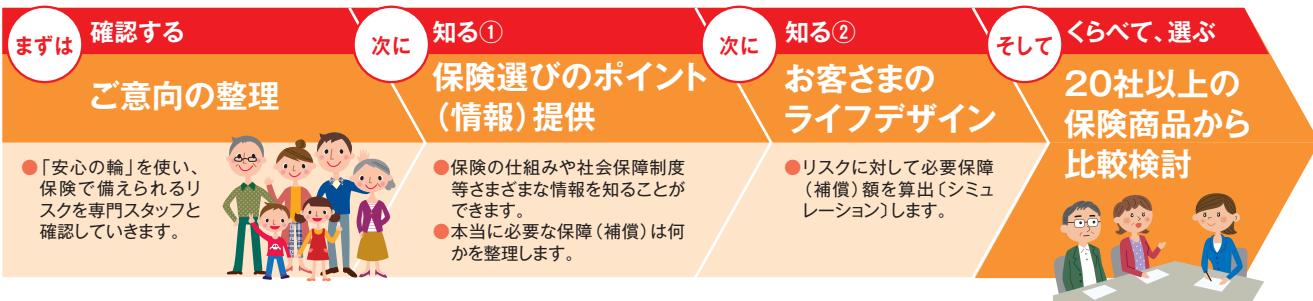 まずは
確認する
ご意向の整理
●「安心の輪」を使い、
保険で備えられるリ
スクを専門スタッフと
確認していきます。
次に
知る①
保険選びのポイント
(情報)提供
●保険の仕組みや社会保障制度
等さまざまな情報を知ることが
できます。
●本当に必要な保障(補償)は何
かを整理します。
次に
知る②
お客さまの
ライフデザイン
●リスクに対して必要保障
(補償)額を算出〔シミュ
レーション〕します。
そして
くらべて、選ぶ
20社以上の
保険商品から
比較検討